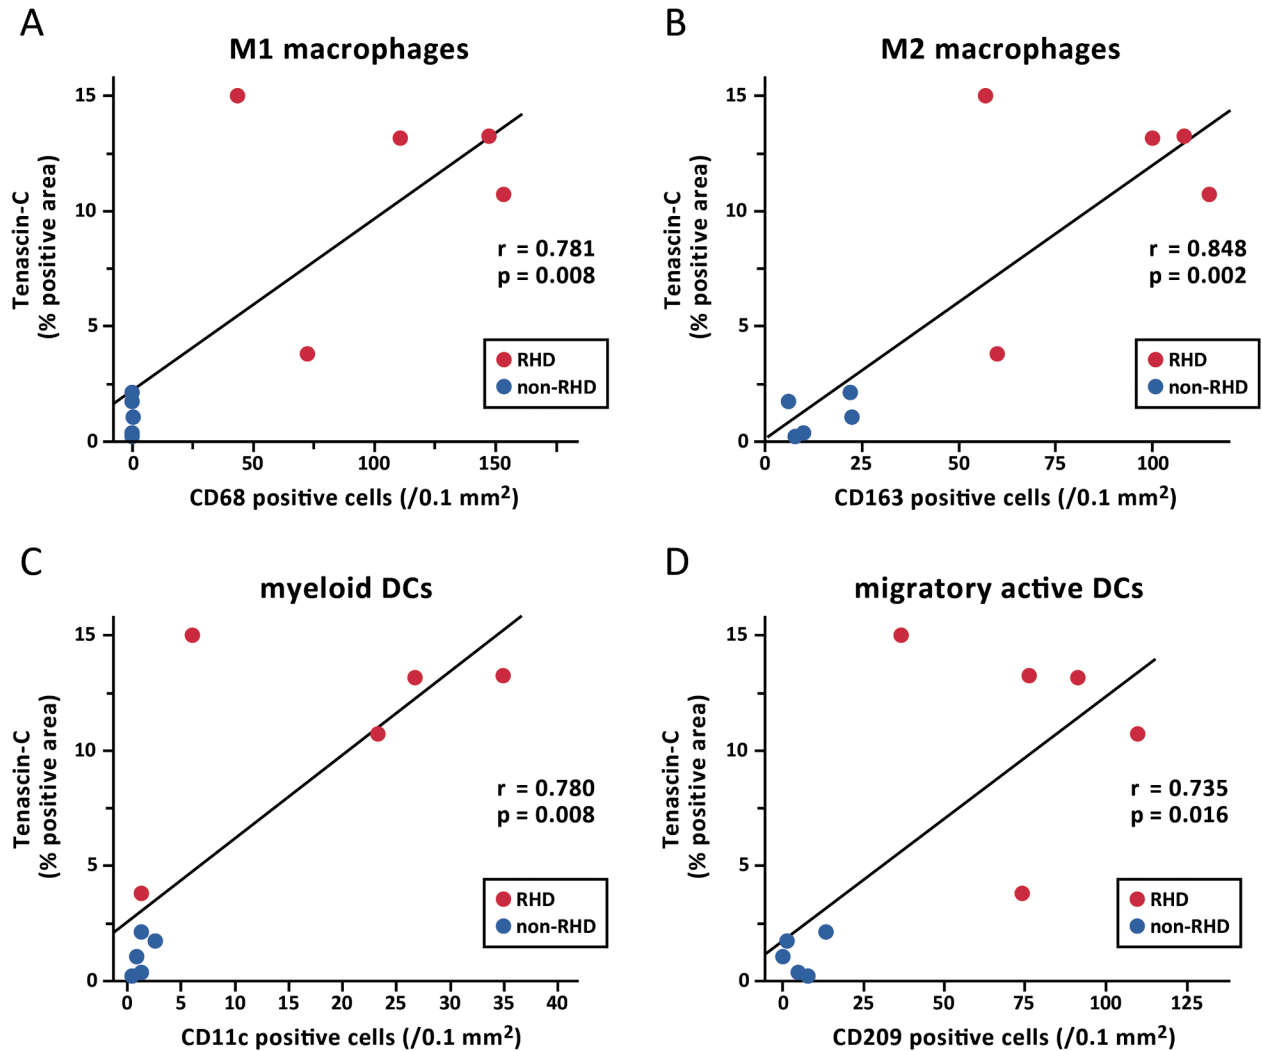 A
M1 macrophages
15
10
5
0
Tenascin-C
(% positive area)
r = 0.781
p = 0.008
RHD
non-RHD
0 50 100 150
CD68 positive cells (/0.1 mm²)
B
M2 macrophages
15
10
5
0
Tenascin-C
(% positive area)
r = 0.848
p = 0.002
RHD
non-RHD
0 25 50 75 100
CD163 positive cells (/0.1 mm²)
C
myeloid DCs
15
10
5
0
Tenascin-C
(% positive area)
r = 0.780
p = 0.008
RHD
non-RHD
0 5 10 15 20 25 30 35 40
CD11c positive cells (/0.1 mm²)
D
migratory active DCs
15
10
5
0
Tenascin-C
(% positive area)
r = 0.735
p = 0.016
RHD
non-RHD
0 25 50 75 100 125
CD209 positive cells (/0.1 mm²)